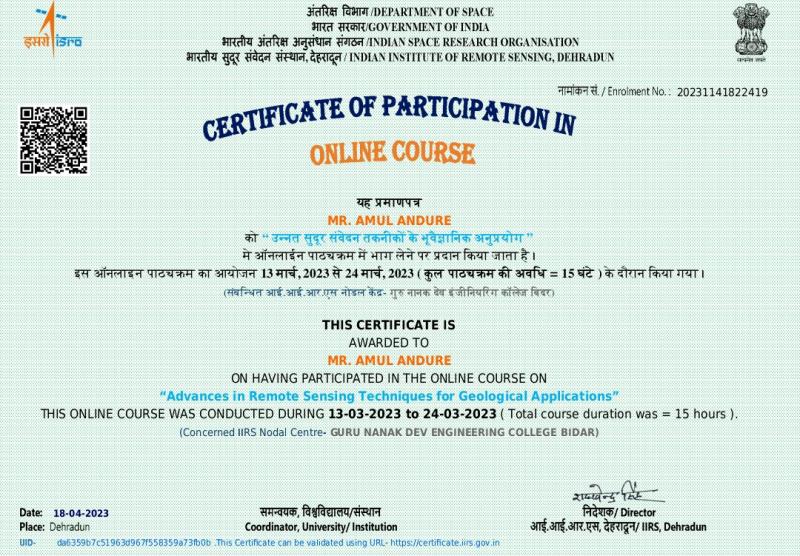 इसरो isro
अंतरिक्ष विभाग /DEPARTMENT OF SPACE
भारत सरकार/GOVERNMENT OF INDIA
भारतीय अंतरिक्ष अनुसंधान संगठन /INDIAN SPACE RESEARCH ORGANISATION
भारतीय सुदूर संवेदन संस्थान,देहरादून / INDIAN INSTITUTE OF REMOTE SENSING, DEHRADUN
सत्यमेव जयते
नामांकन सं. / Enrolment No. : 20231141822419
CERTIFICATE OF PARTICIPATION IN
ONLINE COURSE
यह प्रमाणपत्र
MR. AMUL ANDURE
को “ उन्नत सुदूर संवेदन तकनीकों के भूवैज्ञानिक अनुप्रयोग ”
मे ऑनलाईन पाठ्यक्रम में भाग लेने पर प्रदान किया जाता है ।
इस ऑनलाइन पाठ्यक्रम का आयोजन 13 मार्च, 2023 से 24 मार्च, 2023 ( कुल पाठ्यक्रम की अवधि = 15 घंटे ) के दौरान किया गया ।
(संबन्धित आई.आई.आर.एस नोडल केंद्र- गुरु नानक देव इंजीनियरिंग कॉलेज बिदर)
THIS CERTIFICATE IS
AWARDED TO
MR. AMUL ANDURE
ON HAVING PARTICIPATED IN THE ONLINE COURSE ON
“Advances in Remote Sensing Techniques for Geological Applications”
THIS ONLINE COURSE WAS CONDUCTED DURING 13-03-2023 to 24-03-2023 ( Total course duration was = 15 hours ).
(Concerned IIRS Nodal Centre- GURU NANAK DEV ENGINEERING COLLEGE BIDAR)
Date: 18-04-2023
समन्वयक, विश्वविद्यालय/संस्थान
निदेशक/ Director
Place: Dehradun
Coordinator, University/ Institution
आई.आई.आर.एस, देहरादून/ IIRS, Dehradun
UID- da6359b7c51963d967f558359a73fb0b .This Certificate can be validated using URL- https://certificate.iirs.gov.in